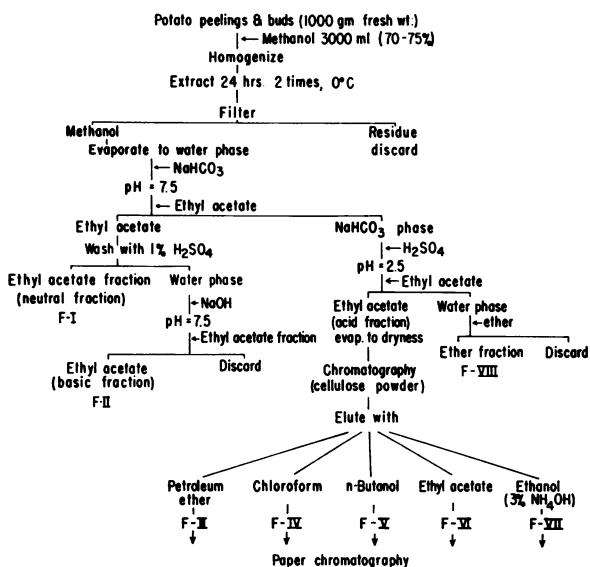 Potato peelings & buds (1000 gm fresh wt.)
Methanol 3000 ml (70-75%)
Homogenize
Extract 24 hrs. 2 times, 0°C
Filter
Methanol
Residue
Evaporate to water phase
discard
NaHCO3
pH = 7.5
Ethyl acetate
Ethyl acetate
NaHCO3 phase
Wash with 1% H2SO4
H2SO4
pH = 2.5
Ethyl acetate fraction
Water phase
Ethyl acetate
(neutral fraction)
Ethyl acetate
Water phase
F-I
NaOH
(acid fraction)
ether
pH = 7.5
evap. to dryness
Ethyl acetate fraction
Ether fraction
Discard
Ethyl acetate
Discard
Chromatography
F-VIII
(basic fraction)
(cellulose powder)
F-II
Elute with
Petroleum
Chloroform
n-Butanol
Ethyl acetate
Ethanol
ether
(3% NH4OH)
F-III
F-IV
F-V
F-VI
F-VII
Paper chromatography